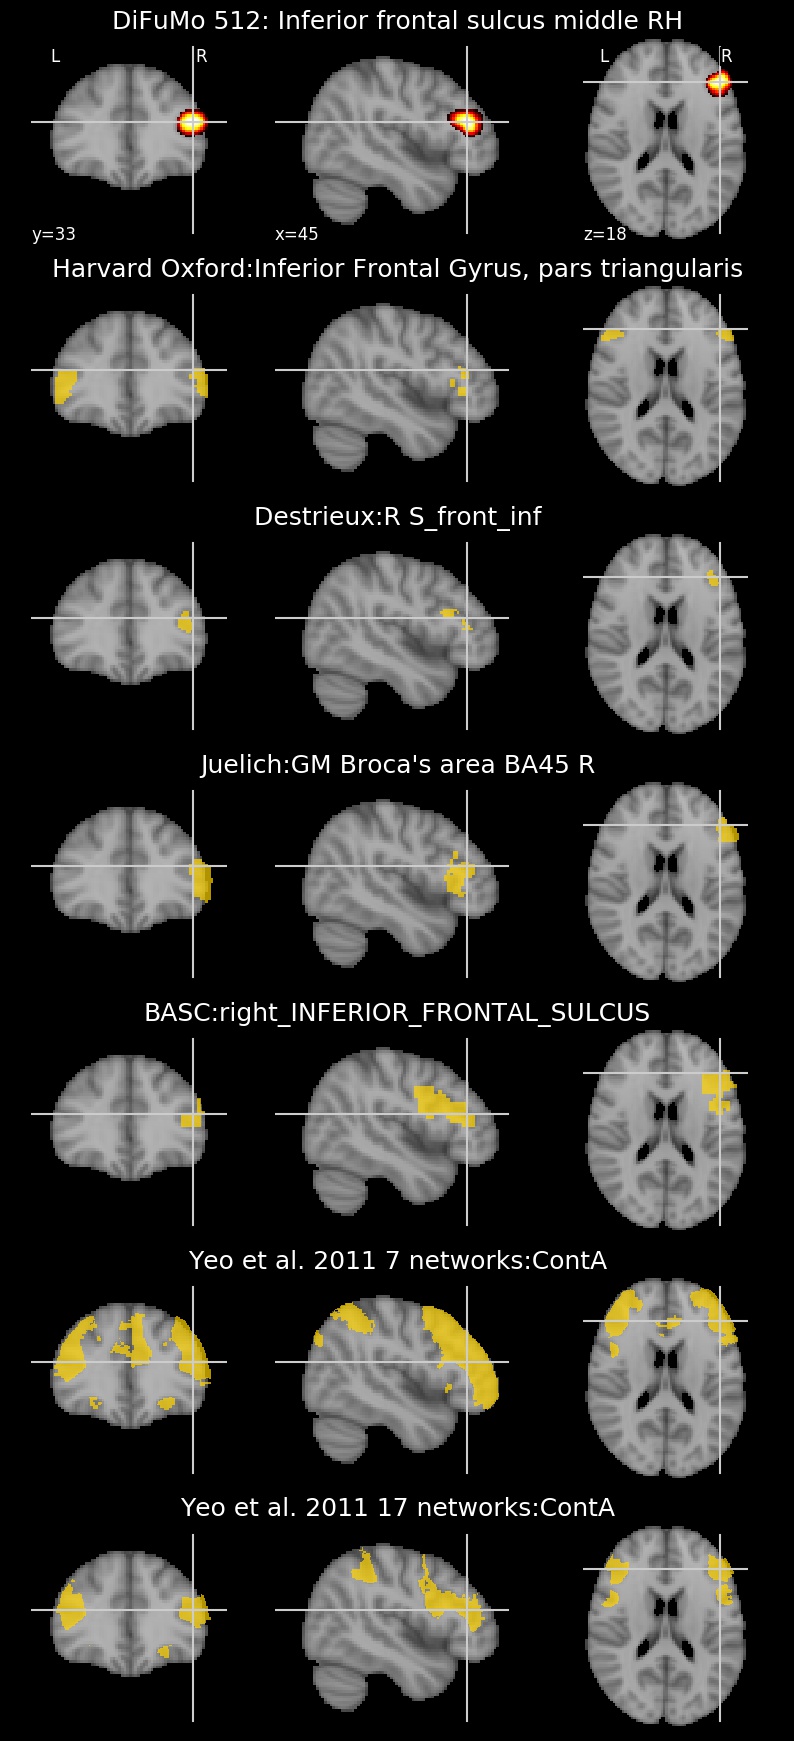 DiFuMo 512: Inferior frontal sulcus middle RH
L R L R
y=33 x=45 z=18
Harvard Oxford:Inferior Frontal Gyrus, pars triangularis
Destrieux:R S_front_inf
Juelich:GM Broca's area BA45 R
BASC:right_INFERIOR_FRONTAL_SULCUS
Yeo et al. 2011 7 networks:ContA
Yeo et al. 2011 17 networks:ContA